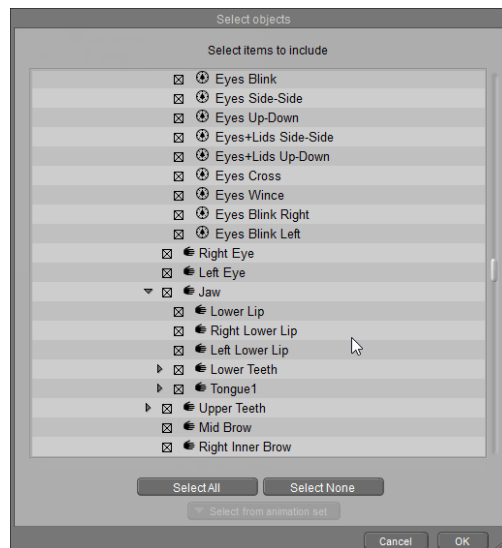 Select objects
Select items to include
Eyes Blink
Eyes Side-Side
Eyes Up-Down
Eyes+Lids Side-Side
Eyes+Lids Up-Down
Eyes Cross
Eyes Wince
Eyes Blink Right
Eyes Blink Left
Right Eye
Left Eye
Jaw
Lower Lip
Right Lower Lip
Left Lower Lip
Lower Teeth
Tongue1
Upper Teeth
Mid Brow
Right Inner Brow
Select All Select None
Select from animation set
Cancel OK